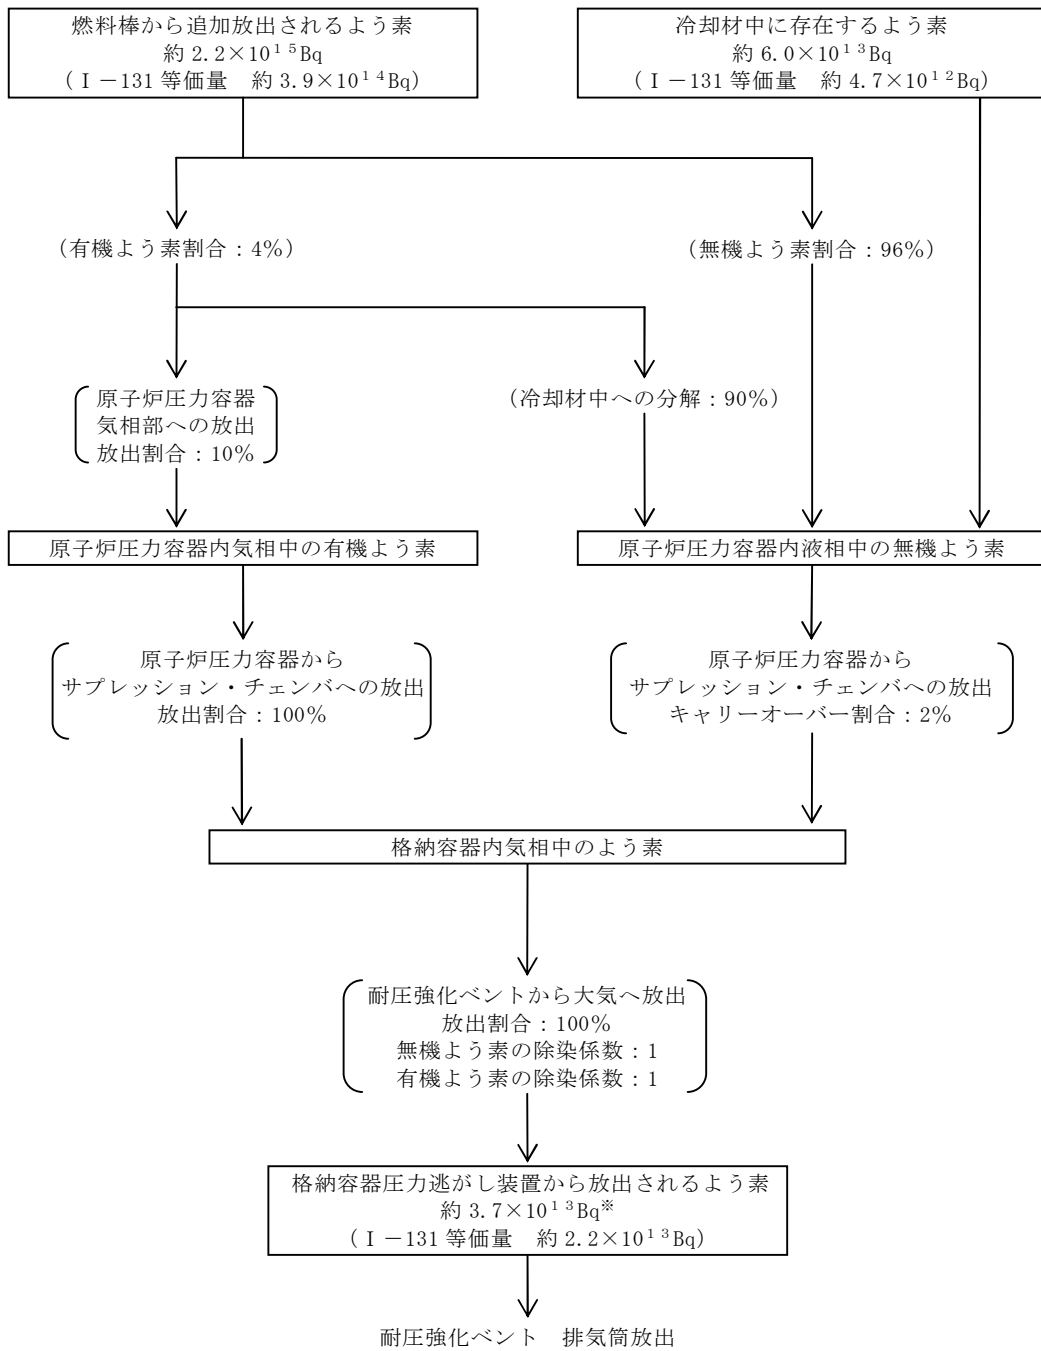 燃料棒から追加放出されるよう素
約 2.2×10¹⁵Bq
(Ⅰ-131 等価量 約 3.9×10¹⁴Bq)
冷却材中に存在するよう素
約 6.0×10¹³Bq
(Ⅰ-131 等価量 約 4.7×10¹²Bq)
(有機よう素割合:4%)
(無機よう素割合:96%)
原子炉圧力容器
気相部への放出
放出割合:10%
(冷却材中への分解:90%)
原子炉圧力容器内気相中の有機よう素
原子炉圧力容器内液相中の無機よう素
原子炉圧力容器から
サプレッション・チェンバへの放出
放出割合:100%
原子炉圧力容器から
サプレッション・チェンバへの放出
キャリーオーバー割合:2%
格納容器内気相中のよう素
耐圧強化ベントから大気へ放出
放出割合:100%
無機よう素の除染係数:1
有機よう素の除染係数:1
格納容器圧力逃がし装置から放出されるよう素
約 3.7×10¹³Bq※
(Ⅰ-131 等価量 約 2.2×10¹³Bq)
耐圧強化ベント 排気筒放出